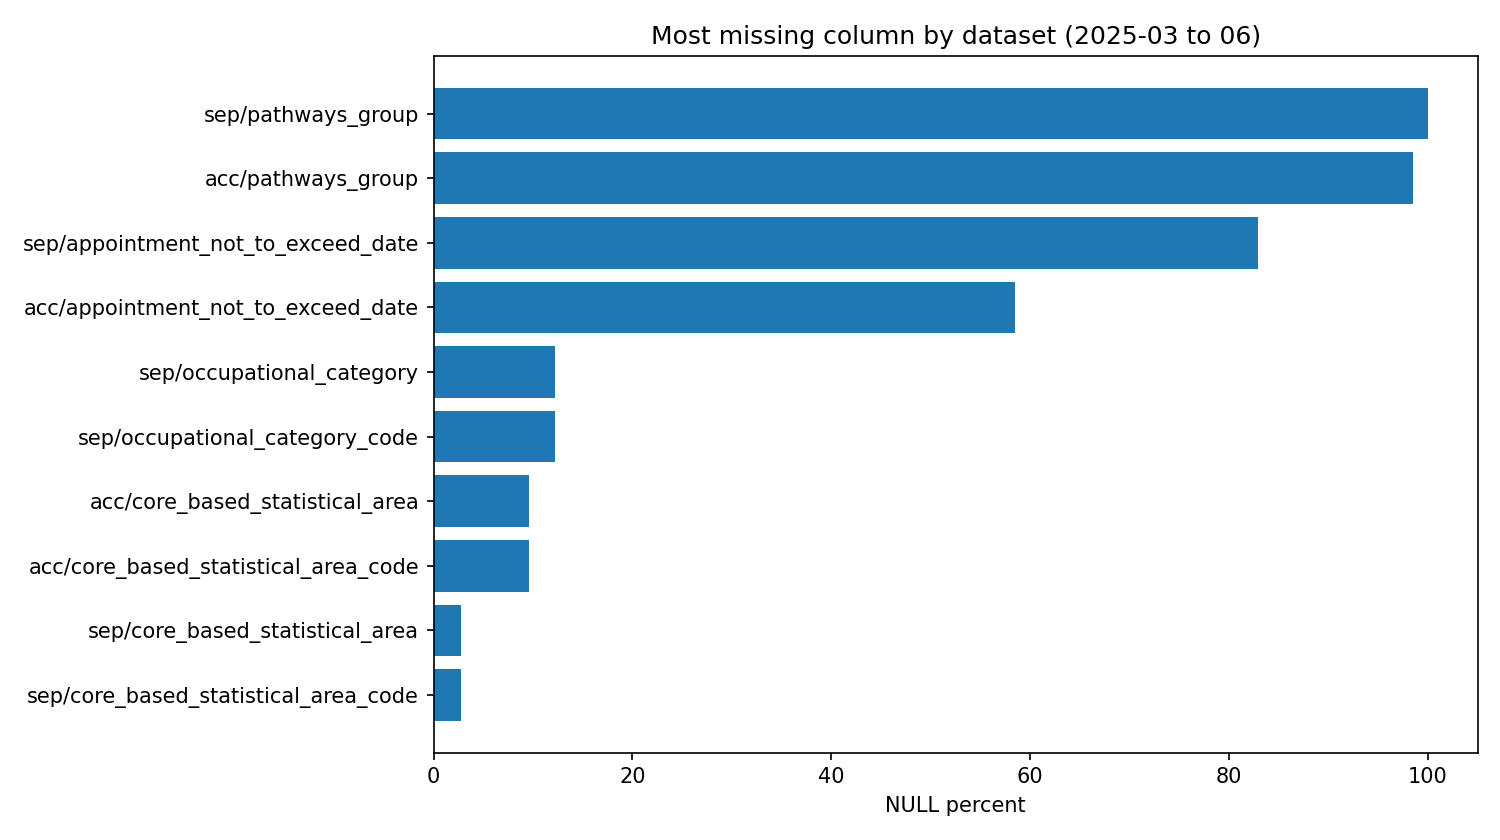 Most missing column by dataset (2025-03 to 06)
sep/pathways_group
acc/pathways_group
sep/appointment_not_to_exceed_date
acc/appointment_not_to_exceed_date
sep/occupational_category
sep/occupational_category_code
acc/core_based_statistical_area
acc/core_based_statistical_area_code
sep/core_based_statistical_area
sep/core_based_statistical_area_code
0 20 40 60 80 100
NULL percent